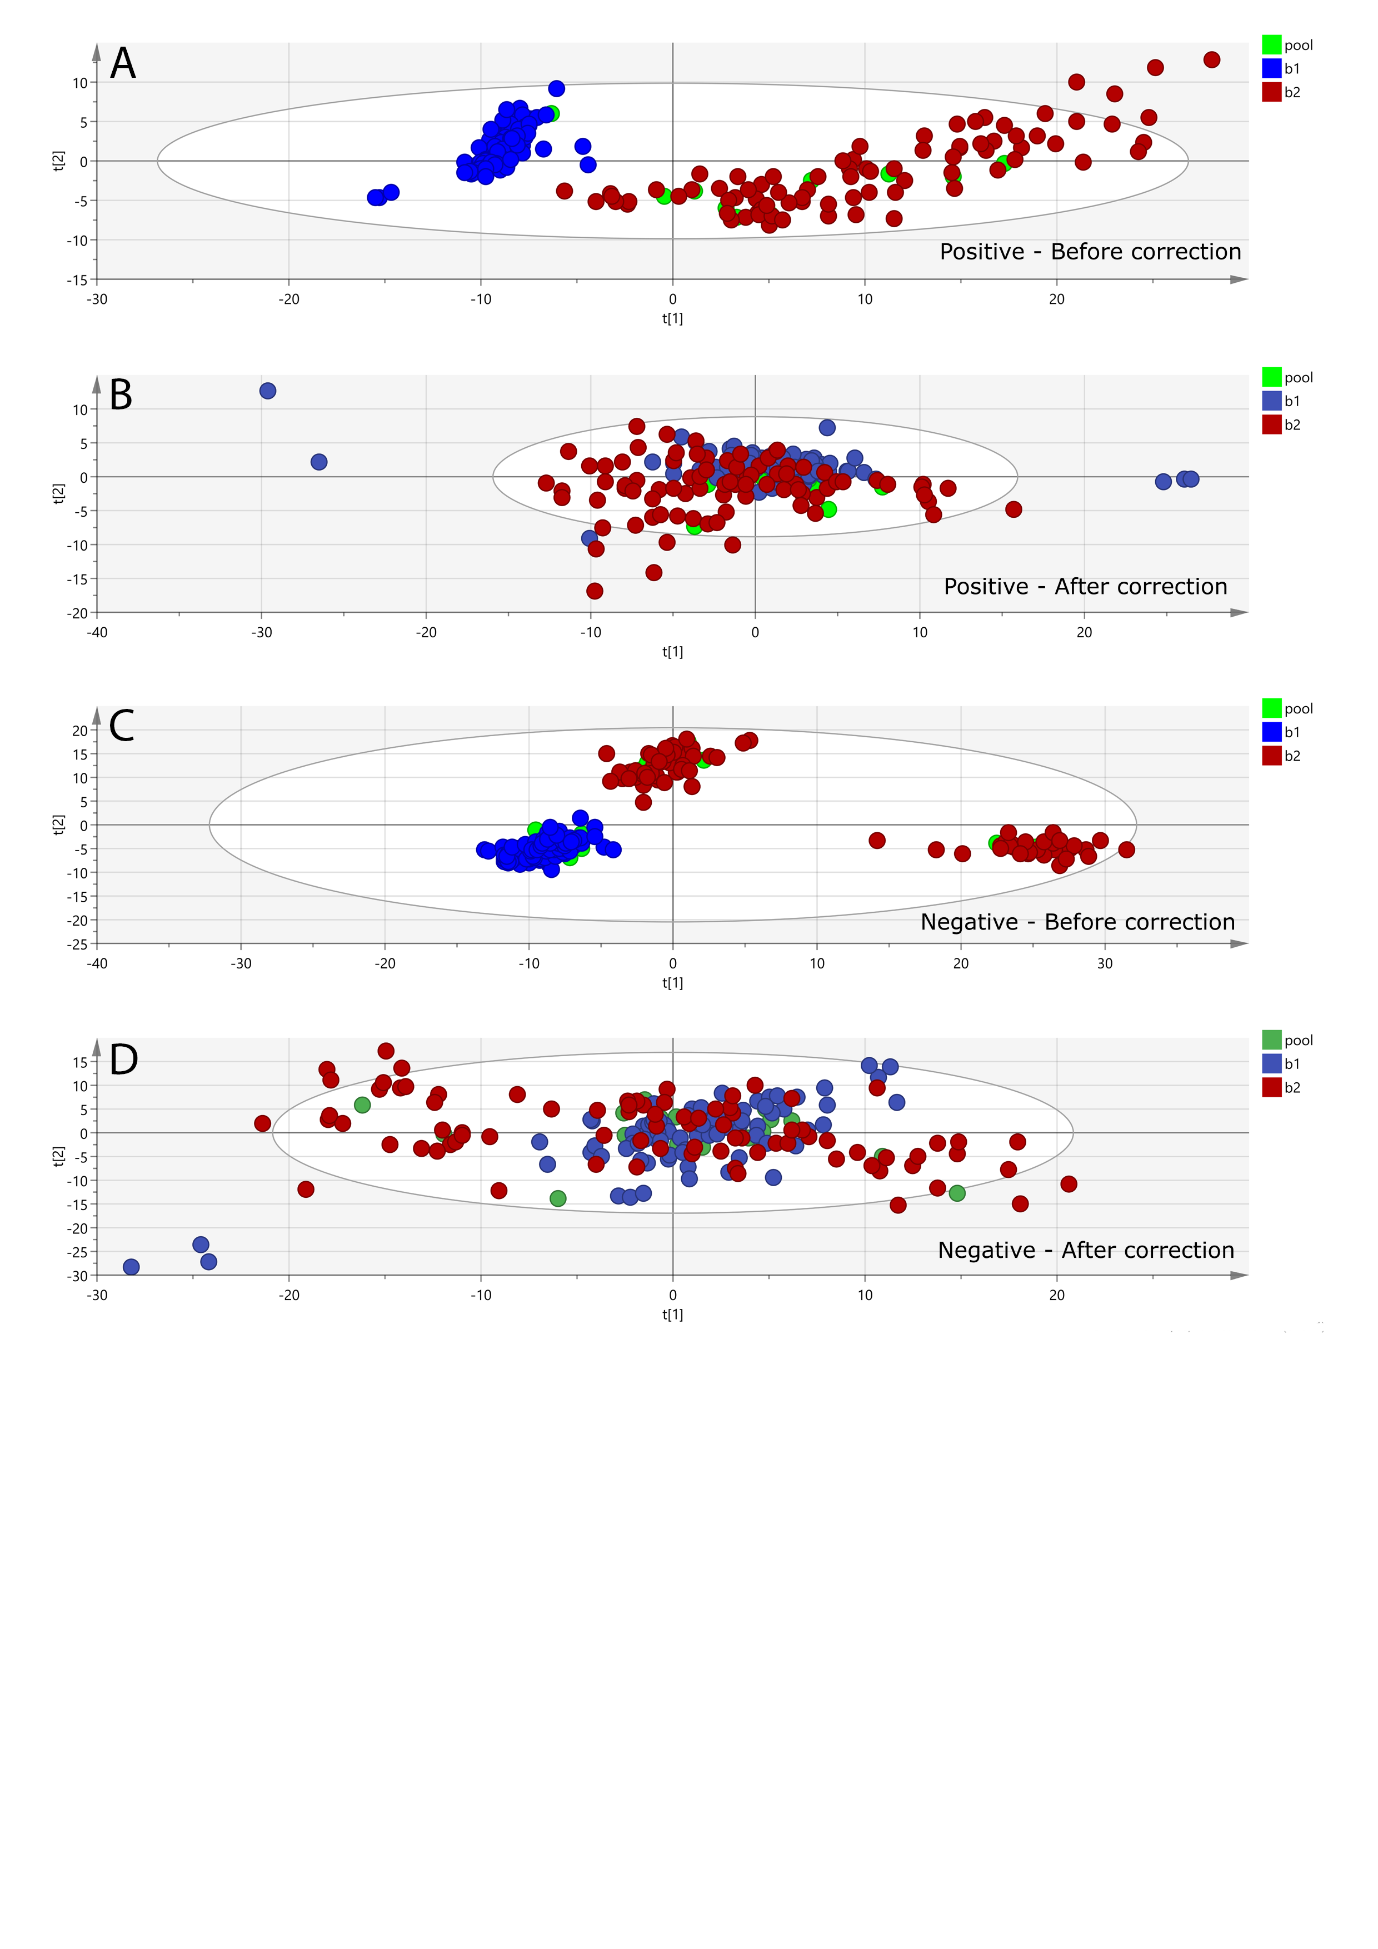 A
pool
b1
b2
10
5
0
-5
-10
-15
t[2]
Positive - Before correction
-30 -20 -10 0 10 20
t[1]
B
pool
b1
b2
10
5
0
-5
-10
-15
-20
t[2]
Positive - After correction
-40 -30 -20 -10 0 10 20
t[1]
C
pool
b1
b2
20
15
10
5
0
-5
-10
-15
-20
-25
t[2]
Negative - Before correction
-40 -30 -20 -10 0 10 20 30
t[1]
D
pool
b1
b2
15
10
5
0
-5
-10
-15
-20
-25
-30
t[2]
Negative - After correction
-30 -20 -10 0 10 20
t[1]